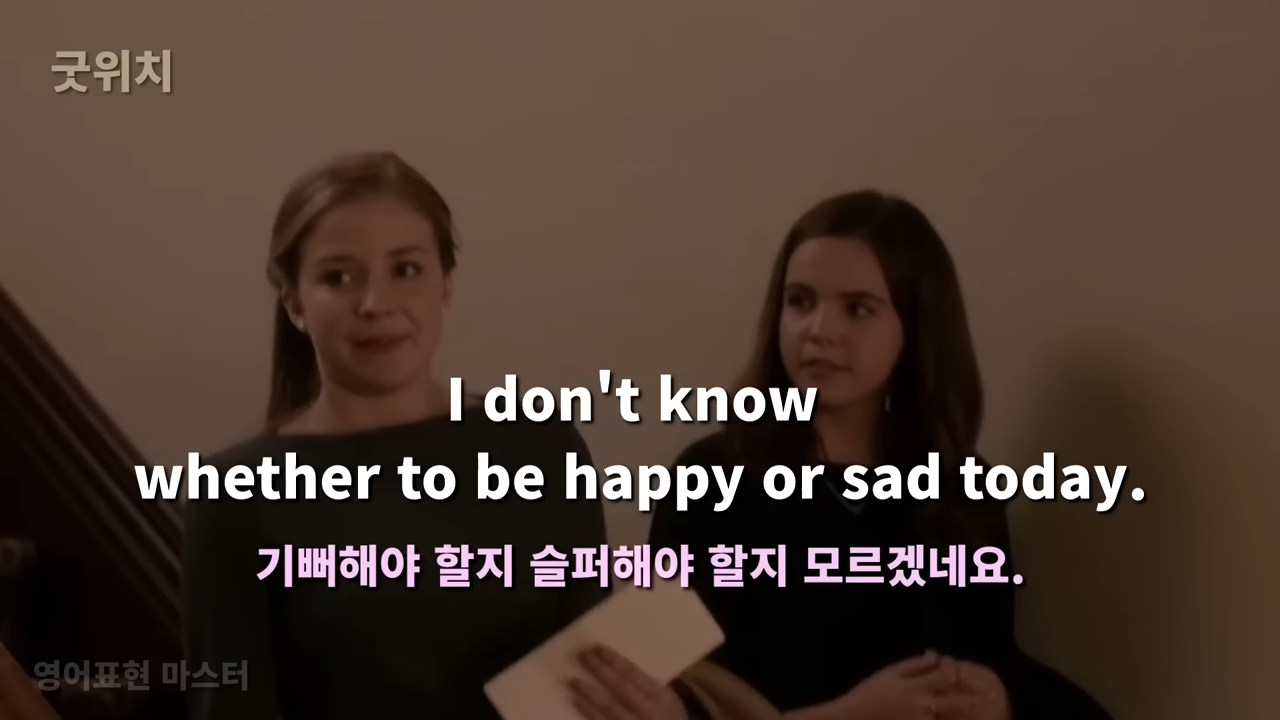 굿위치
I don't know
whether to be happy or sad today.
기뻐해야 할지 슬퍼해야 할지 모르겠네요.
영어표현 마스터